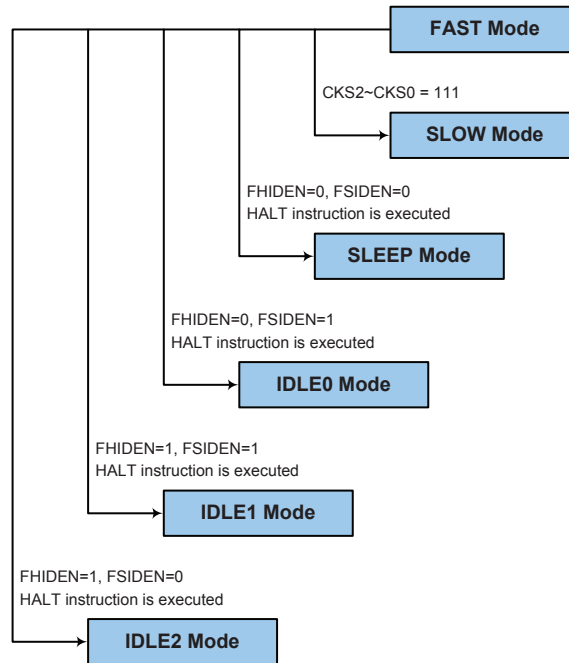 FAST Mode
CKS2~CKS0 = 111
SLOW Mode
FHIDEN=0, FSIDEN=0
HALT instruction is executed
SLEEP Mode
FHIDEN=0, FSIDEN=1
HALT instruction is executed
IDLE0 Mode
FHIDEN=1, FSIDEN=1
HALT instruction is executed
IDLE1 Mode
FHIDEN=1, FSIDEN=0
HALT instruction is executed
IDLE2 Mode